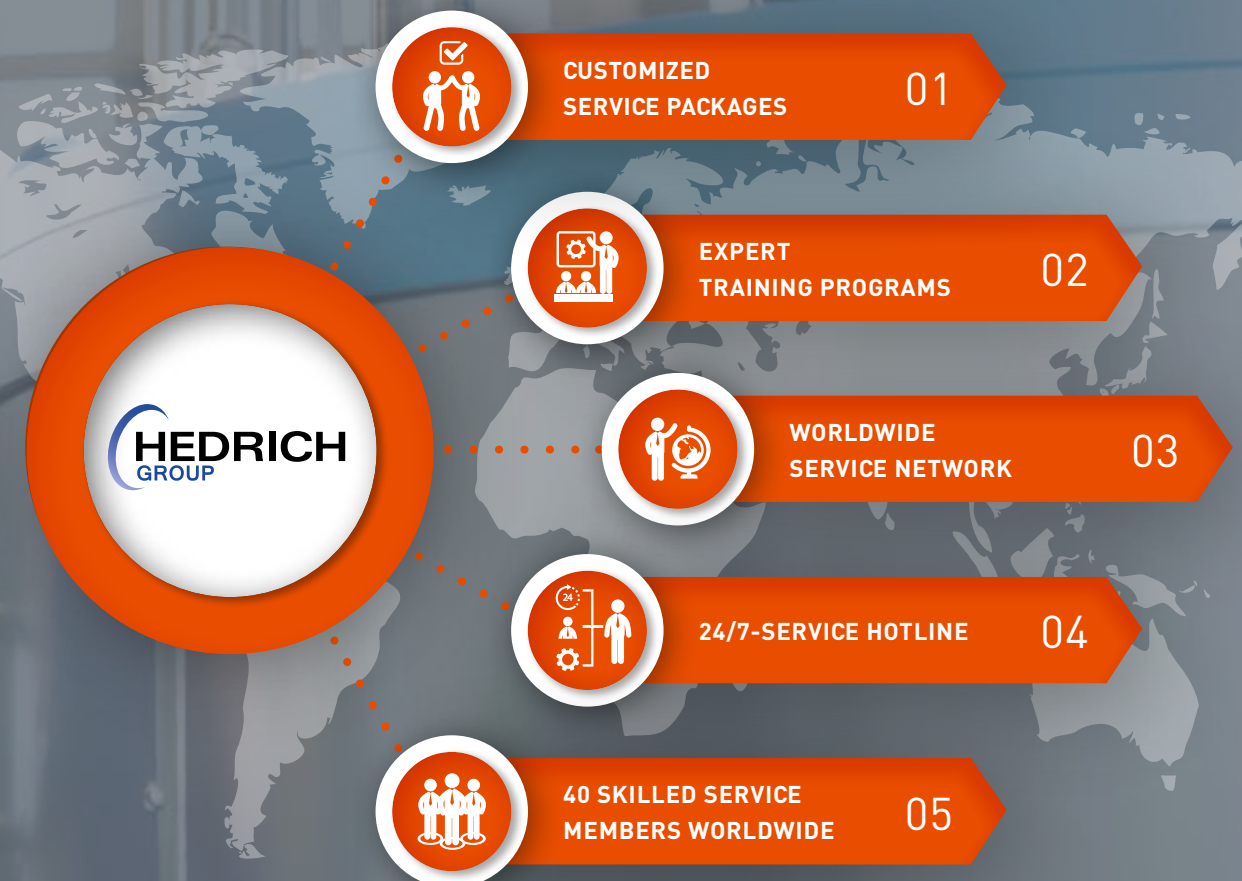 CUSTOMIZED
SERVICE PACKAGES
01
EXPERT
TRAINING PROGRAMS
02
HEDRICH
GROUP
WORLDWIDE
SERVICE NETWORK
03
24
24/7-SERVICE HOTLINE
04
40 SKILLED SERVICE
MEMBERS WORLDWIDE
05